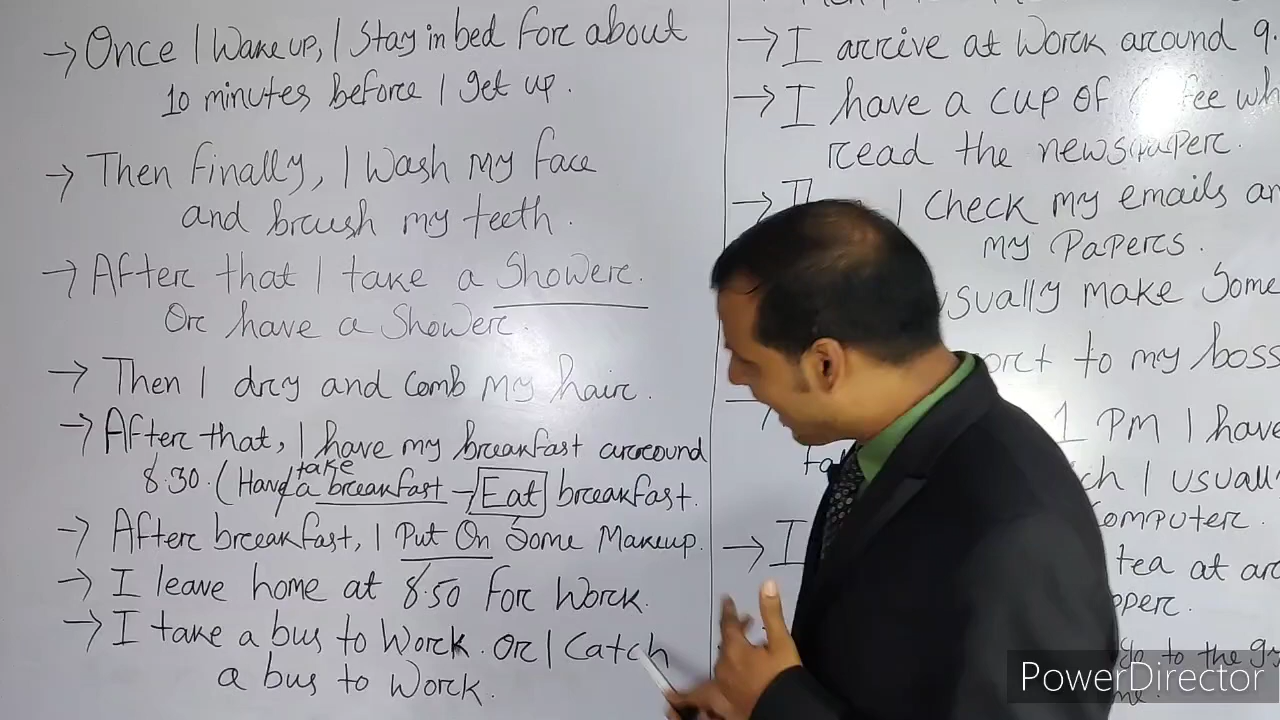 → Once I Wake up, I Stay in bed for about
10 minutes before I get up.
→ Then finally, I Wash My face
and brush my teeth.
→ After that I take a Shower.
Or have a Shower.
→ Then I dry and comb My hair.
→ After that, I have my breakfast arround
take
8.30. (Have/a breakfast → Eat breakfast.
→ After breakfast, I Put On Some Makeup.
→ I leave home at 8.50 for Work.
→ I take a bus to Work. Or I Catch
a bus to Work.
→ I arrive at Work around 9.
→ I have a cup of
read the newspaper.
→ I Check my emails
my Papers.
usually make Some
to my boss
1 PM I have
I
computer.
→ I tea at
to the
PowerDirector